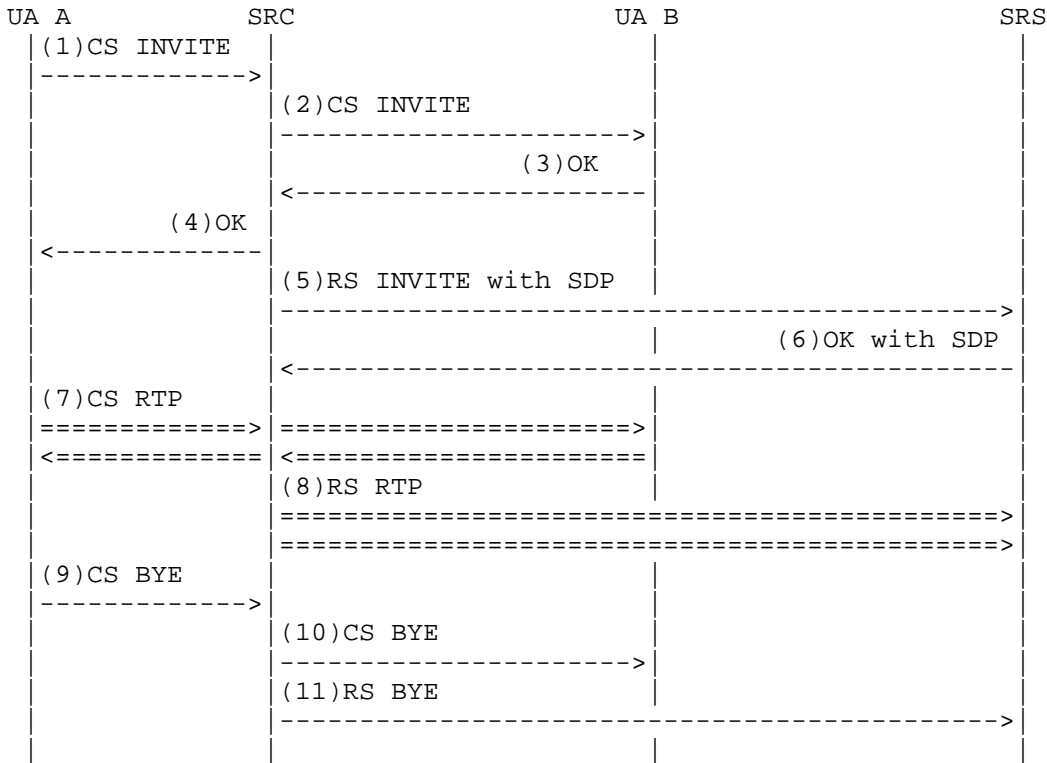 UA A SRC UA B SRS
(1)CS INVITE
(2)CS INVITE
(3)OK
(4)OK
(5)RS INVITE with SDP
(6)OK with SDP
(7)CS RTP
(8)RS RTP
(9)CS BYE
(10)CS BYE
(11)RS BYE